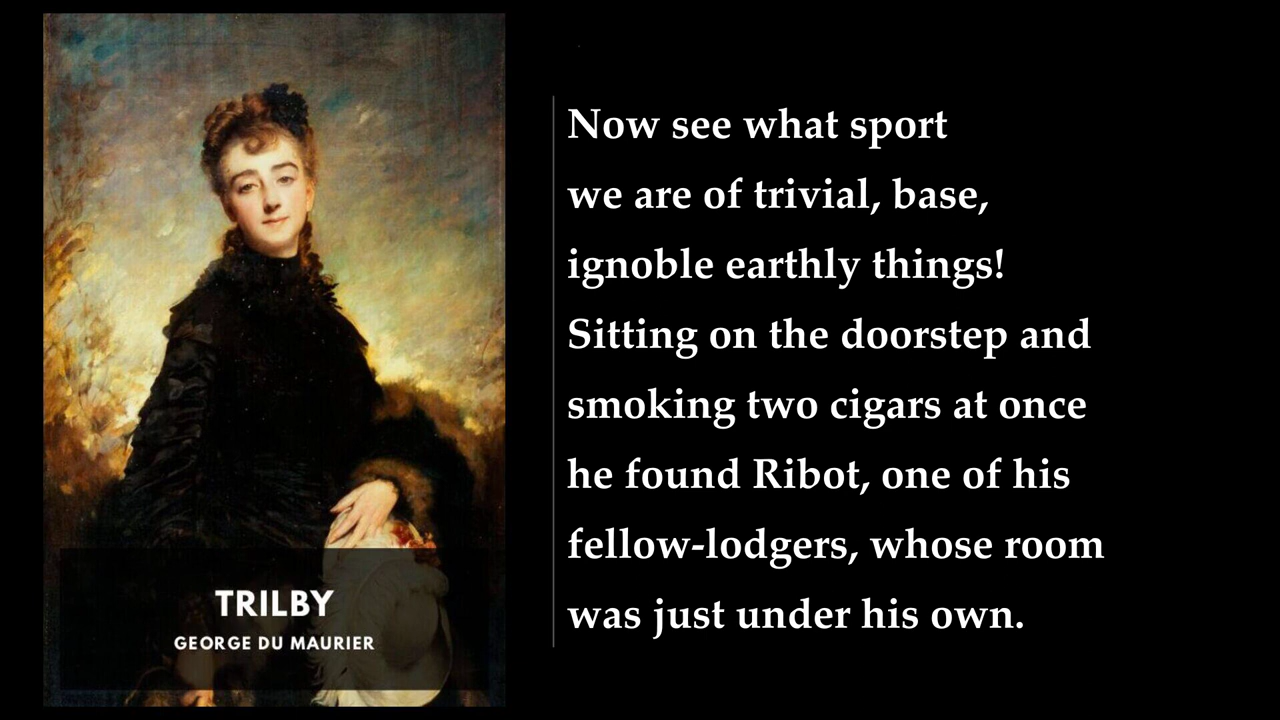 TRILBY
GEORGE DU MAURIER
Now see what sport
we are of trivial, base,
ignoble earthly things!
Sitting on the doorstep and
smoking two cigars at once
he found Ribot, one of his
fellow-lodgers, whose room
was just under his own.